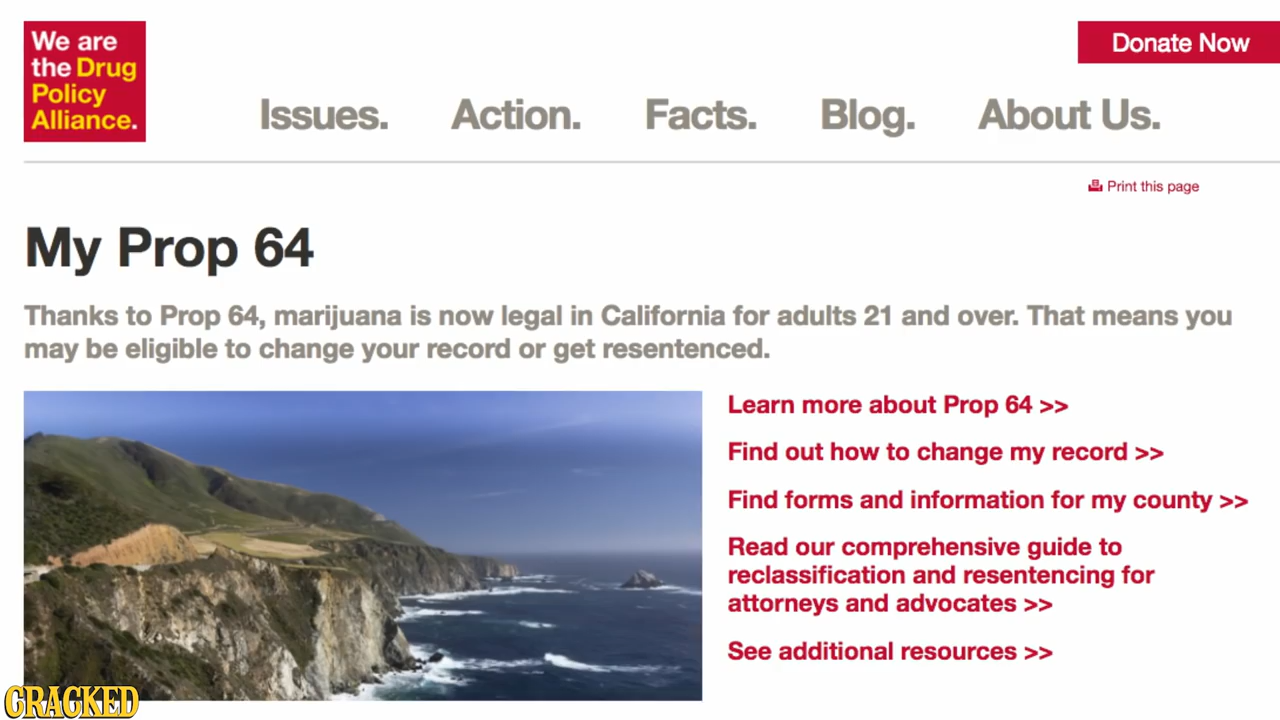 We are
the Drug
Policy
Alliance.
Donate Now
Issues. Action. Facts. Blog. About Us.
Print this page
My Prop 64
Thanks to Prop 64, marijuana is now legal in California for adults 21 and over. That means you
may be eligible to change your record or get resentenced.
Learn more about Prop 64 >>
Find out how to change my record >>
Find forms and information for my county >>
Read our comprehensive guide to
reclassification and resentencing for
attorneys and advocates >>
See additional resources >>
CRACKED